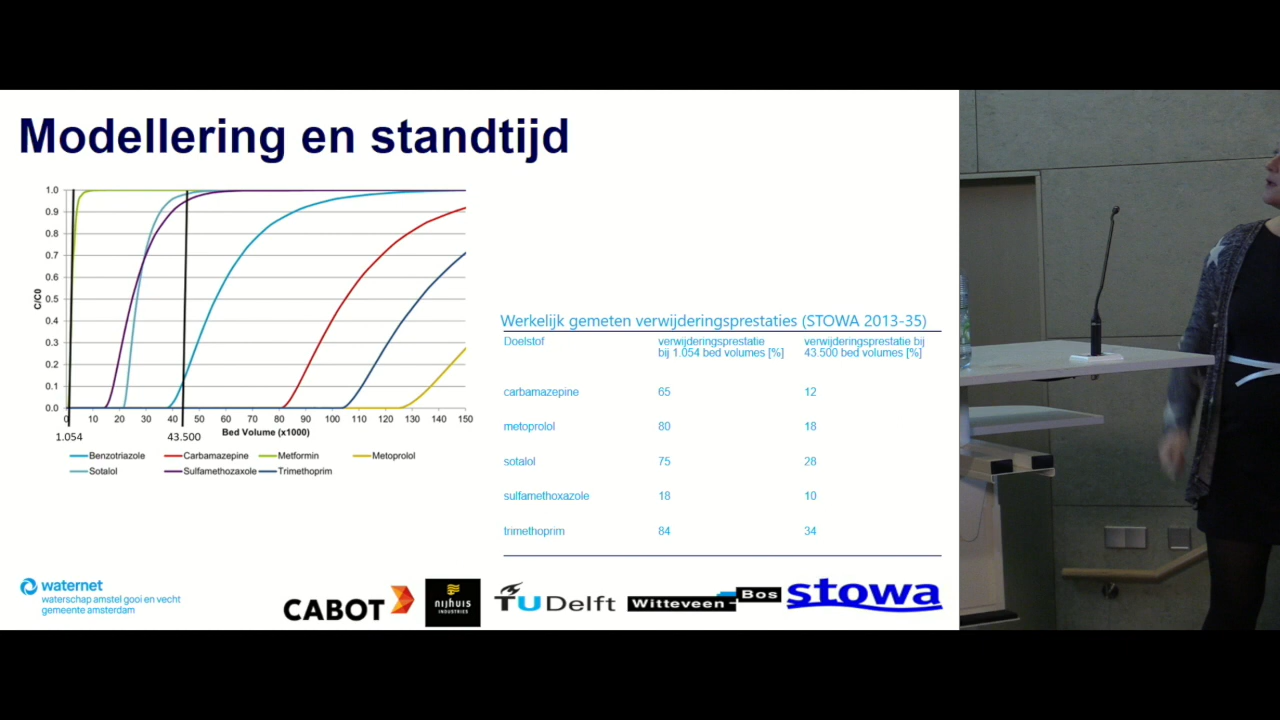 Modellering en standtijd
1.0
0.9
0.8
0.7
0.6
0.5
0.4
0.3
0.2
0.1
0.0
C/C0
0 10 20 30 40 50 60 70 80 90 100 110 120 130 140 150
1.054
43.500
Bed Volume (x1000)
Benzotriazole Carbamazepine Metformin Metoprolol
Sotalol Sulfamethozaxole Trimethoprim
Werkelijk gemeten verwijderingsprestaties (STOWA 2013-35)
Doelstof verwijderingsprestatie verwijderingsprestatie bij
bij 1.054 bed volumes [%] 43.500 bed volumes [%]
carbamazepine 65 12
metoprolol 80 18
sotalol 75 28
sulfamethoxazole 18 10
trimethoprim 84 34
waternet
waterschap amstel gooi en vecht
gemeente amsterdam
CABOT
nijhuis
INDUSTRIES
TU Delft
Witteveen+
Bos
stowa